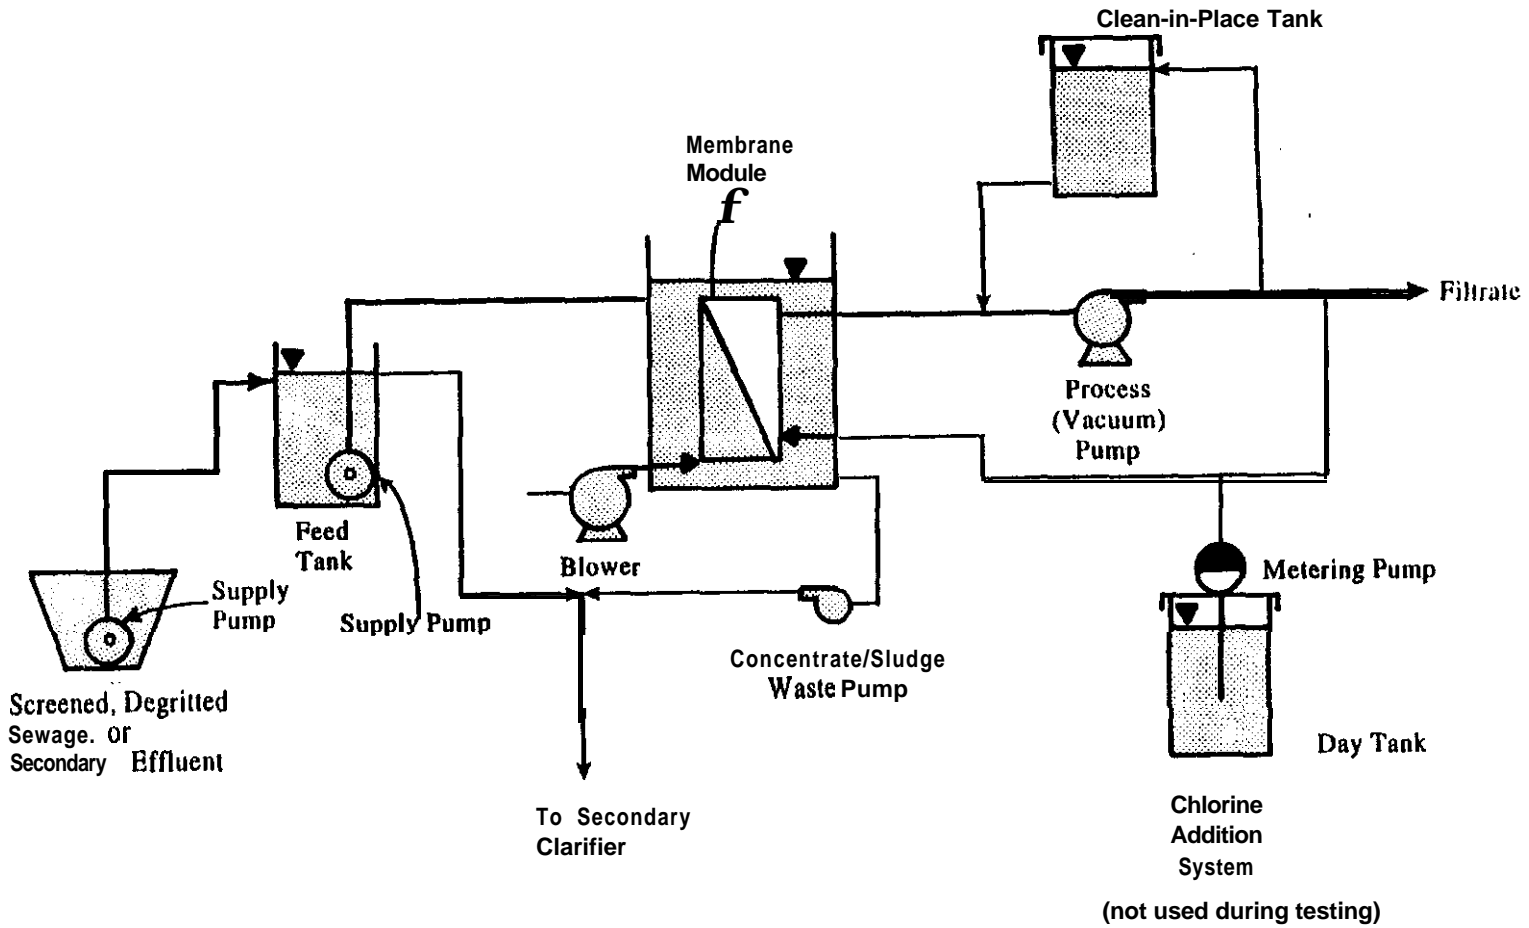 Clean-in-Place Tank
Membrane
Module
f
Filtrate
Process
(Vacuum)
Pump
Feed
Tank
Blower
Supply
Pump
Supply Pump
Metering Pump
Concentrate/Sludge
Waste Pump
Screened, Degritted
Sewage. or
Secondary Effluent
Day Tank
To Secondary
Clarifier
Chlorine
Addition
System
(not used during testing)